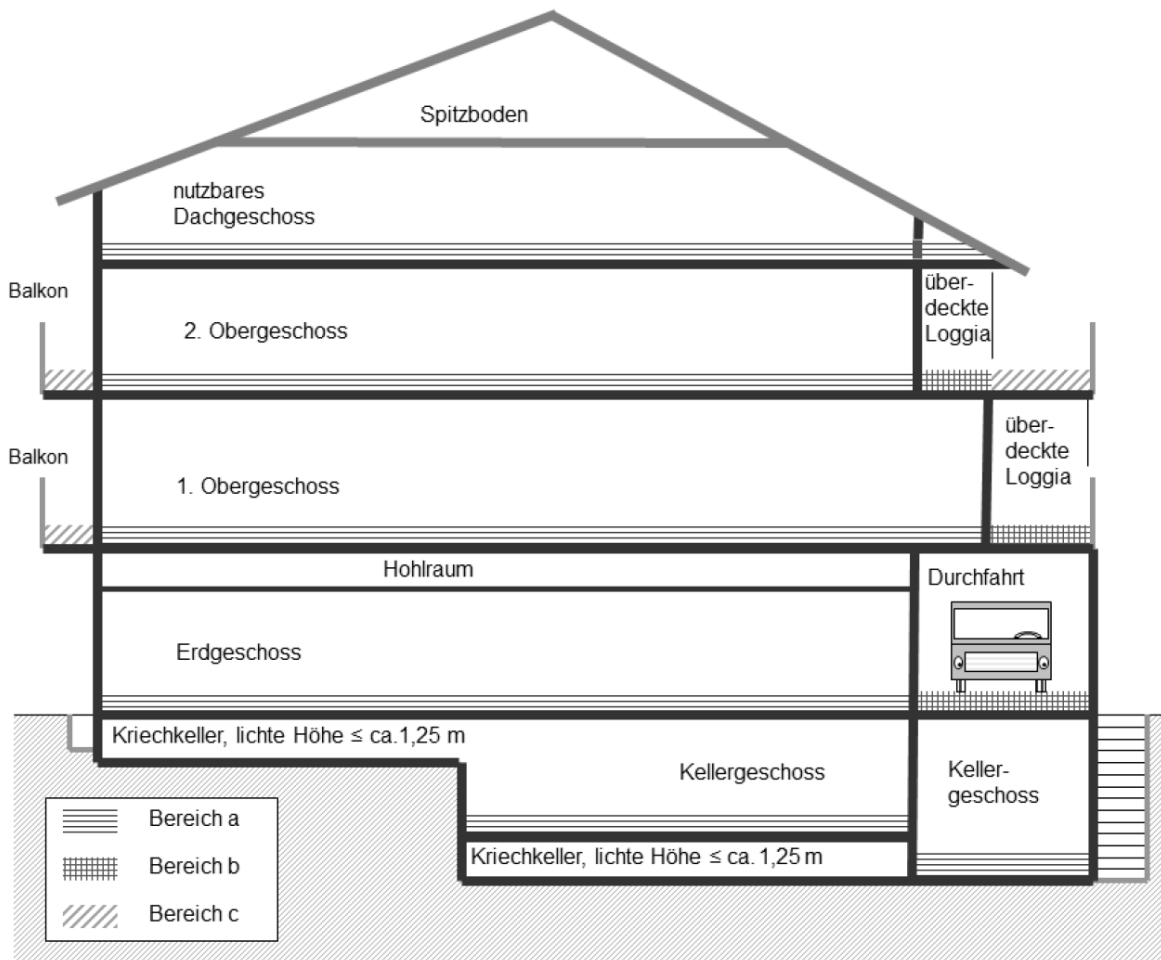 Spitzboden
nutzbares
Dachgeschoss
Balkon
2. Obergeschoss
über-
deckte
Loggia
Balkon
1. Obergeschoss
über-
deckte
Loggia
Hohlraum
Durchfahrt
Erdgeschoss
Kriechkeller, lichte Höhe ≤ ca.1,25 m
Kellergeschoss
Keller-
geschoss
Kriechkeller, lichte Höhe ≤ ca. 1,25 m
Bereich a
Bereich b
Bereich c